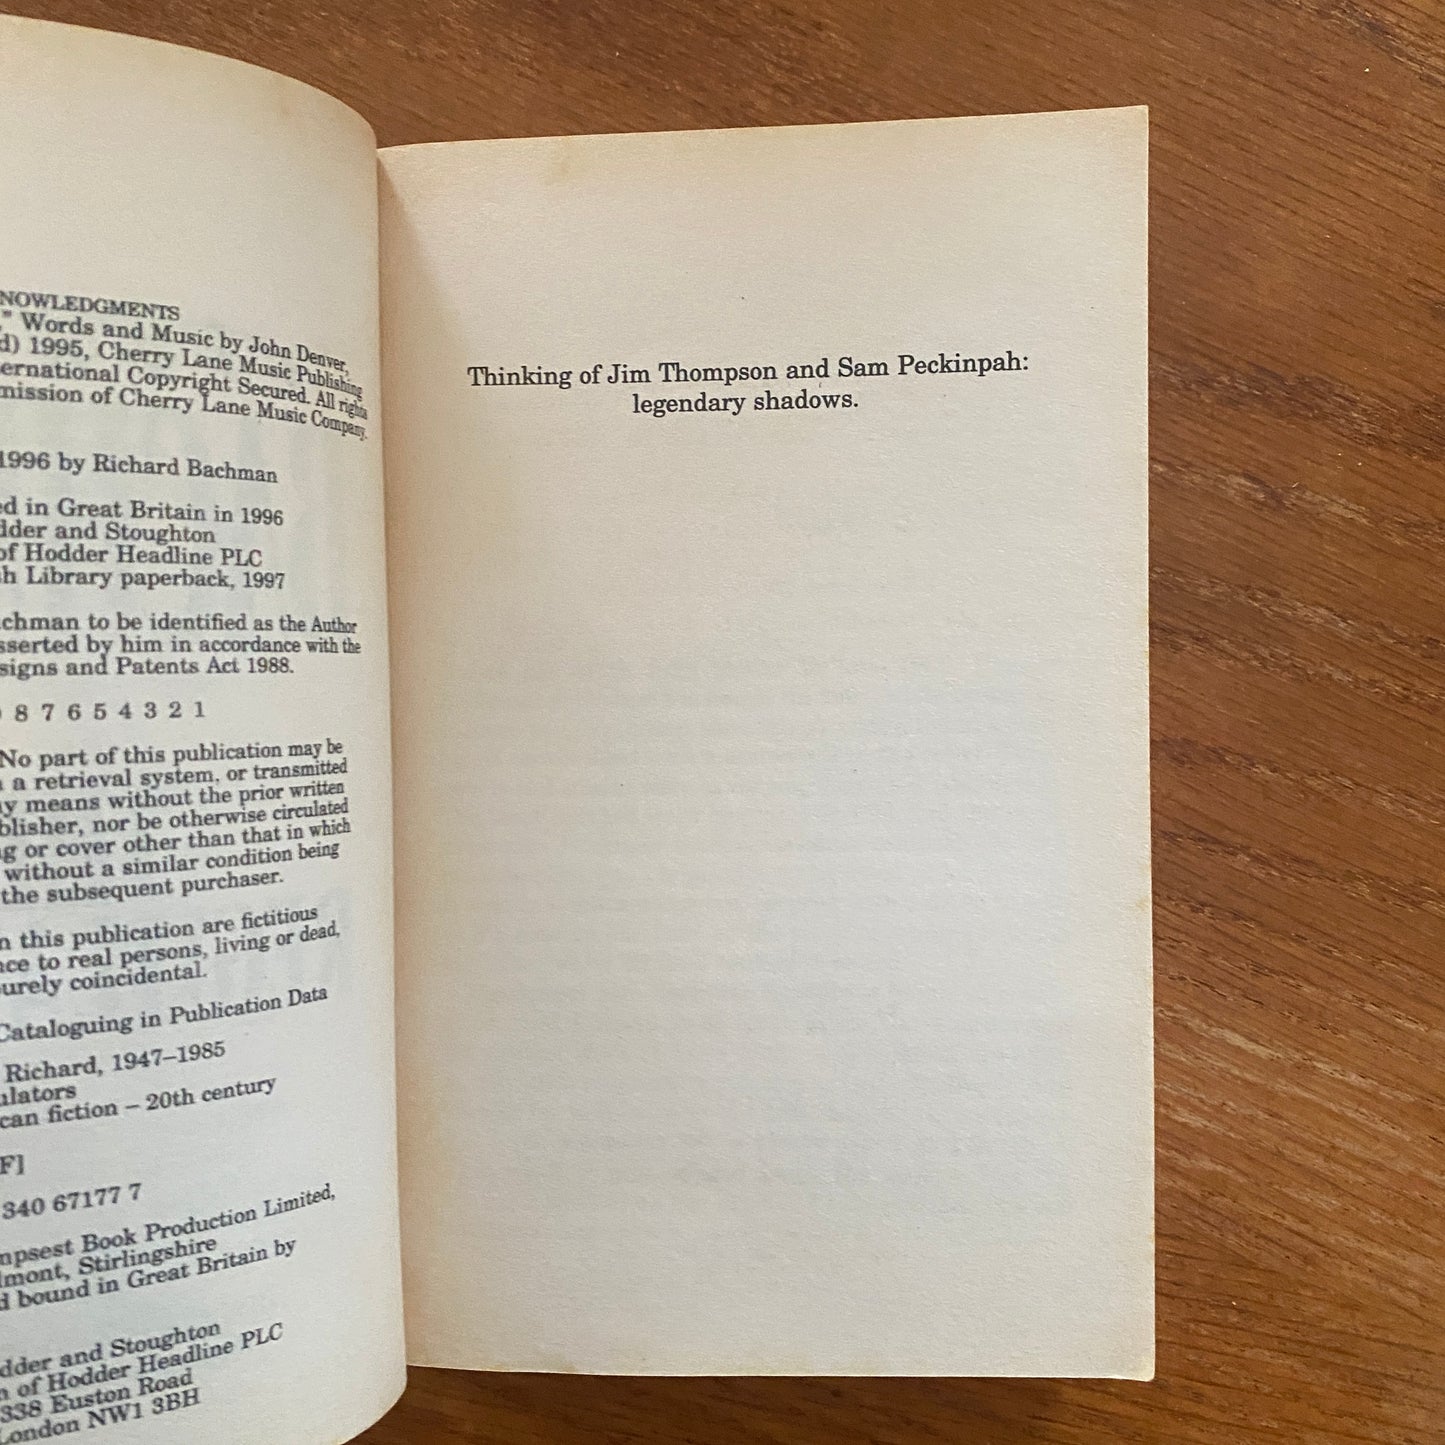 NOWLEDGMENTS
," Words and Music by John Denver,
d) 1995, Cherry Lane Music Publishing
ernational Copyright Secured. All rights
mission of Cherry Lane Music Company.
1996 by Richard Bachman
ed in Great Britain in 1996
dder and Stoughton
of Hodder Headline PLC
sh Library paperback, 1997
chman to be identified as the Author
sserted by him in accordance with the
signs and Patents Act 1988.
8 7 6 5 4 3 2 1
No part of this publication may be
a retrieval system, or transmitted
y means without the prior written
blisher, nor be otherwise circulated
g or cover other than that in which
without a similar condition being
the subsequent purchaser.
n this publication are fictitious
nce to real persons, living or dead,
urely coincidental.
Cataloguing in Publication Data
Richard, 1947–1985
ulators
can fiction – 20th century
F]
340 67177 7
mpsest Book Production Limited,
lmont, Stirlingshire
d bound in Great Britain by
dder and Stoughton
n of Hodder Headline PLC
338 Euston Road
London NW1 3BH
Thinking of Jim Thompson and Sam Peckinpah:
legendary shadows.